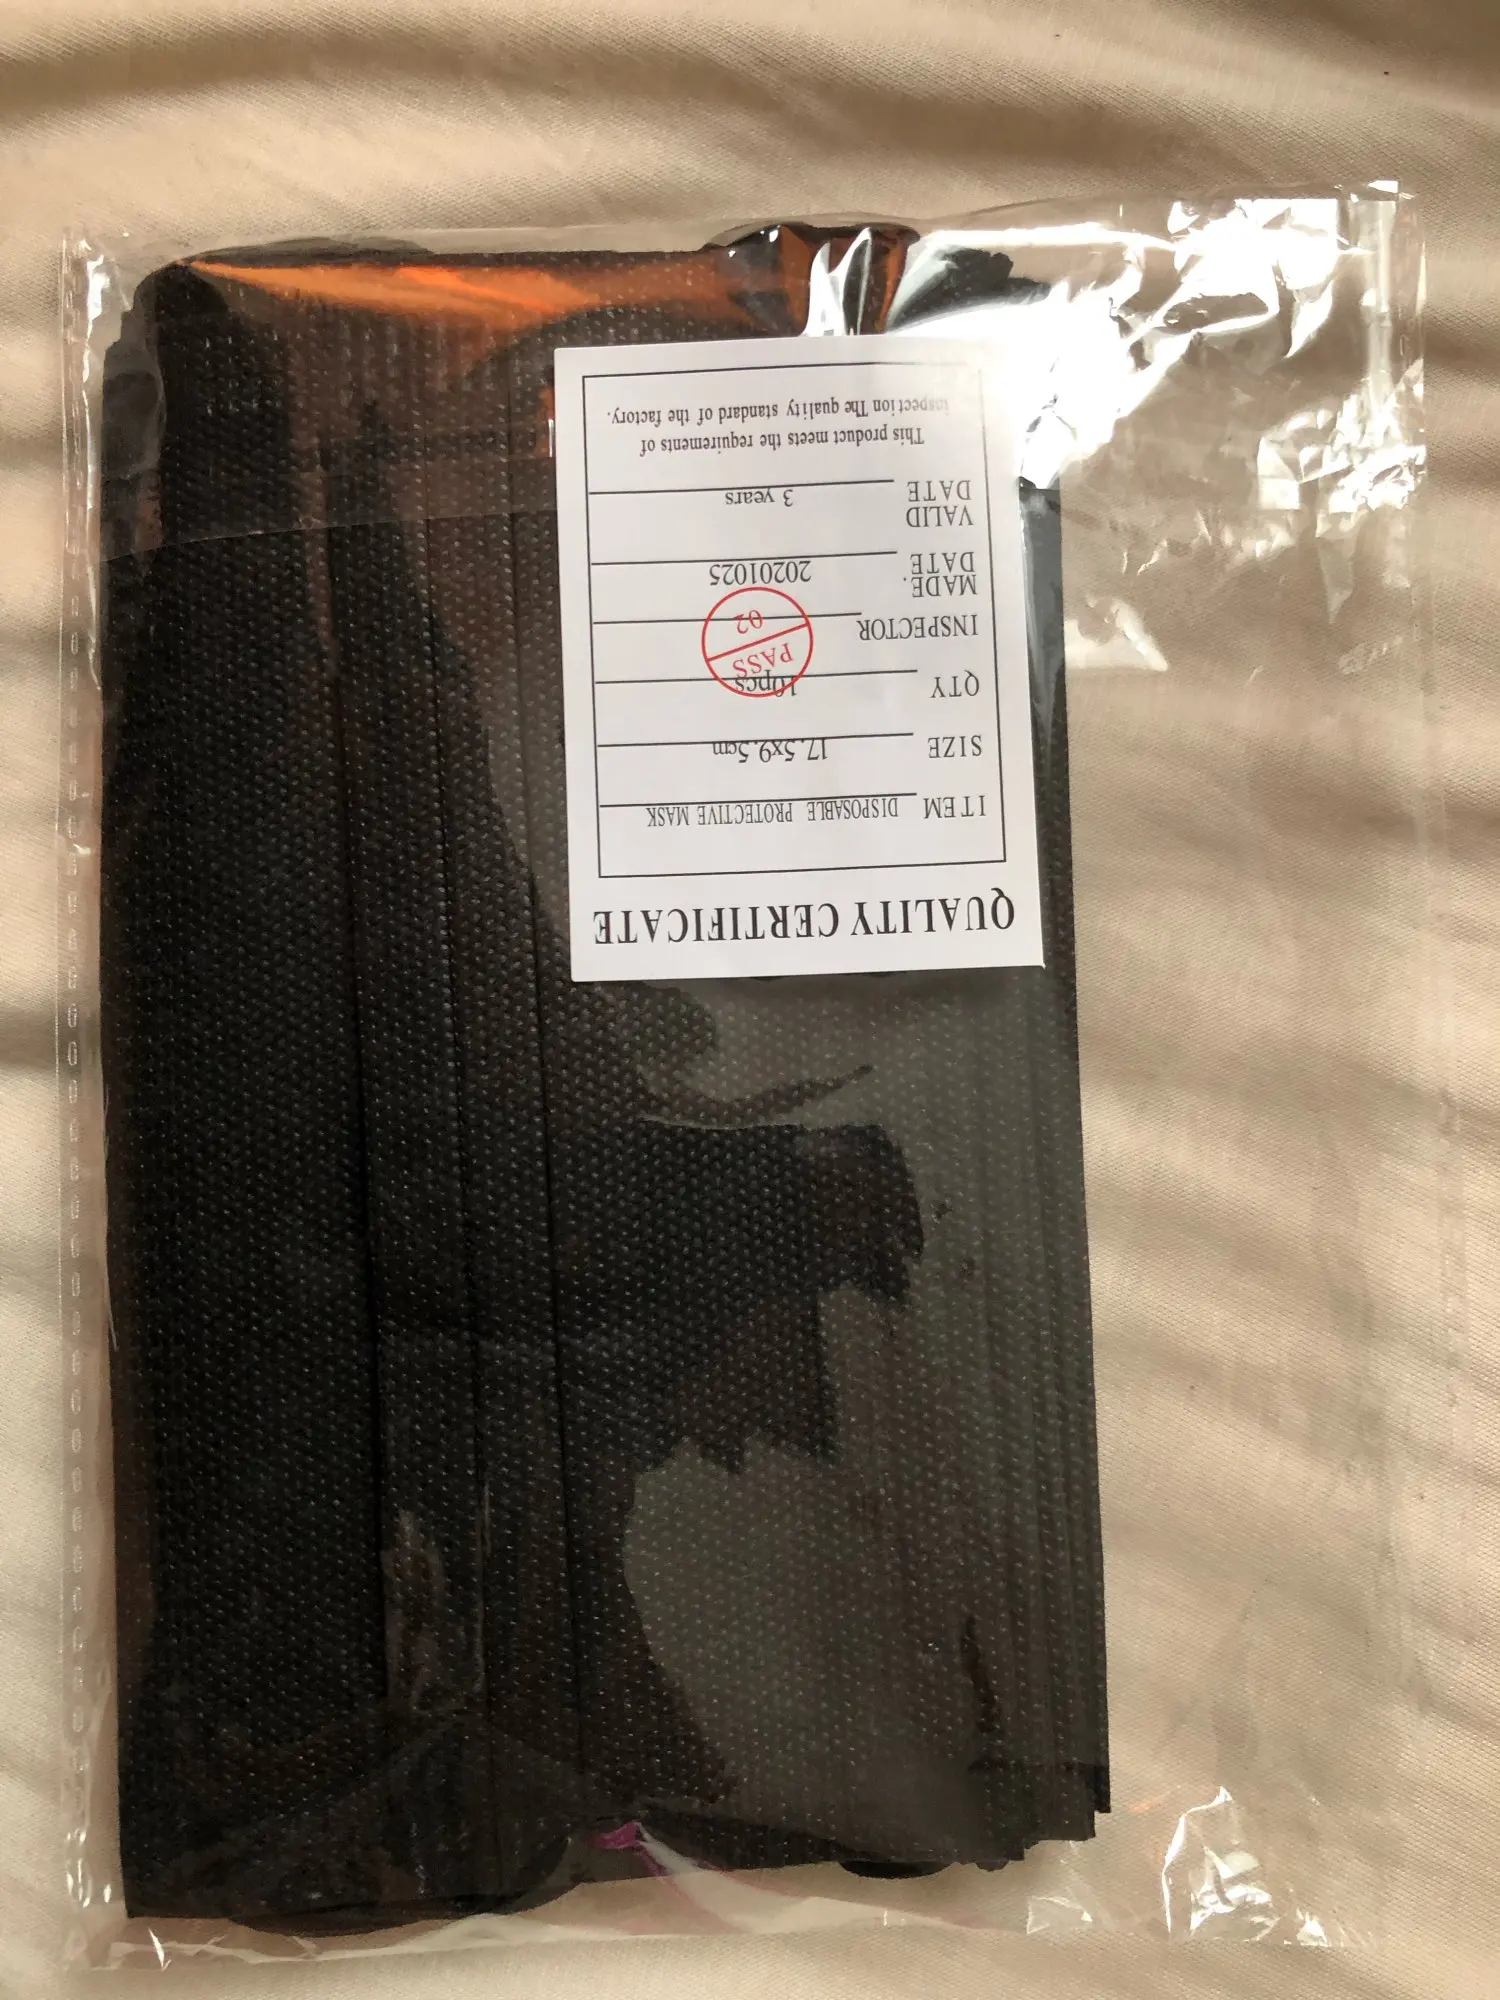 QUALITY CERTIFICATE
ITEM DISPOSABLE PROTECTIVE MASK
SIZE 17.5x9.5cm
QTY 10pcs
PASS
02
INSPECTOR
MADE. DATE 20201025
VALID DATE 3 years
This product meets the requirements of
inspection The quality standard of the factory.